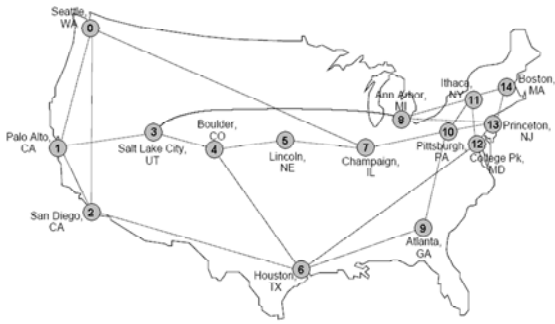 Seattle,
WA
0
Ithaca,
NY
11
14
Boston,
MA
Ann Arbor,
MI
9
Palo Alto,
CA
1
3
Salt Lake City,
UT
Boulder,
CO
4
5
Lincoln,
NE
7
Champaign,
IL
10
Pittsburgh,
PA
13
Princeton,
NJ
12
College Pk,
MD
San Diego,
CA
2
9
Atlanta,
GA
Houston,
TX
6